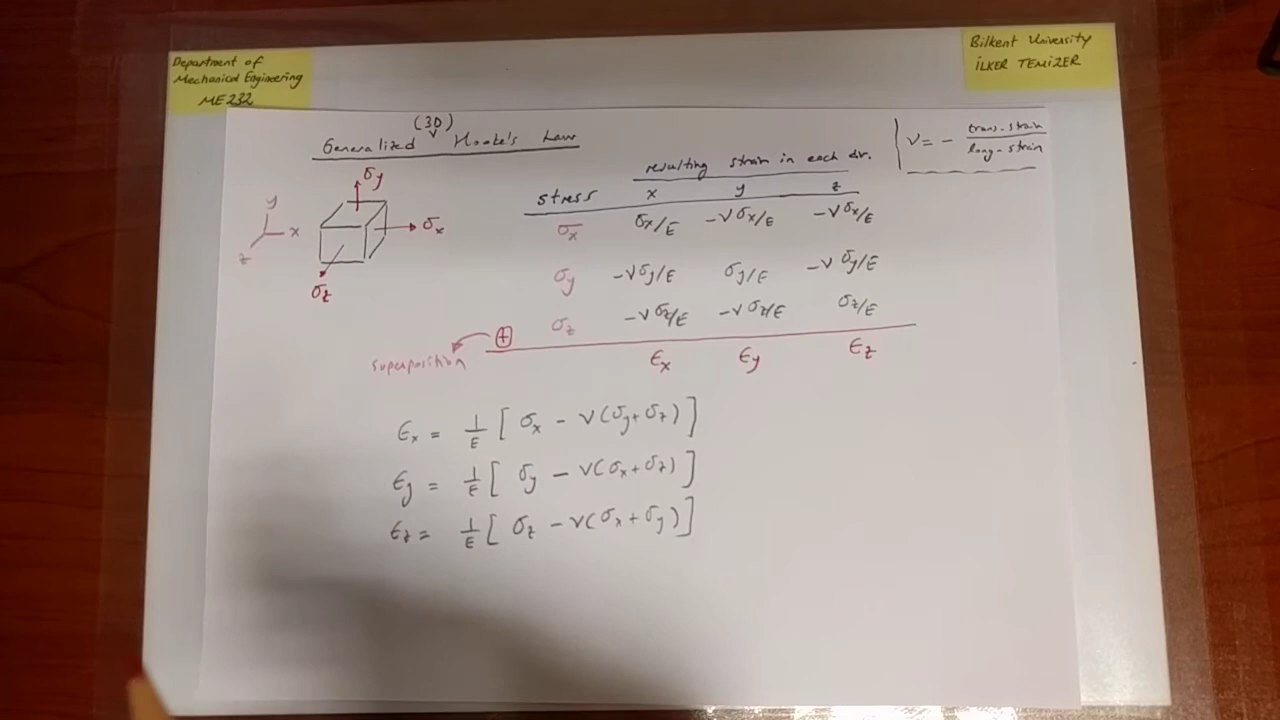 Department of
Mechanical Engineering
ME232
Bilkent University
İLKER TEMİZER
(3D)
Generalized ∨ Hooke's Law
ν = - trans. strain / long. strain
resulting strain in each dir.
stress x y z
σx σx/E -νσx/E -νσx/E
σy -νσy/E σy/E -νσy/E
σz -νσz/E -νσz/E σz/E
+
superposition
εx εy εz
y
x
z
σy
σx
σz
εx = 1/E [ σx - ν(σy+σz) ]
εy = 1/E [ σy - ν(σx+σz) ]
εz = 1/E [ σz - ν(σx+σy) ]